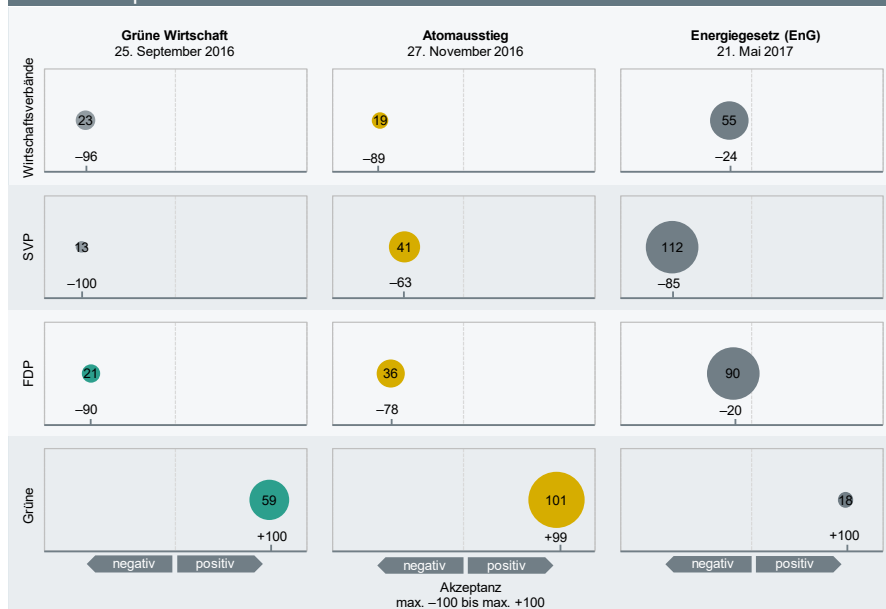 Grüne Wirtschaft
25. September 2016
Atomausstieg
27. November 2016
Energiegesetz (EnG)
21. Mai 2017
Wirtschaftsverbände
23
–96
19
–89
55
–24
SVP
13
–100
41
–63
112
–85
FDP
21
–90
36
–78
90
–20
Grüne
59
+100
101
+99
18
+100
negativ positiv
negativ positiv
negativ positiv
Akzeptanz
max. –100 bis max. +100